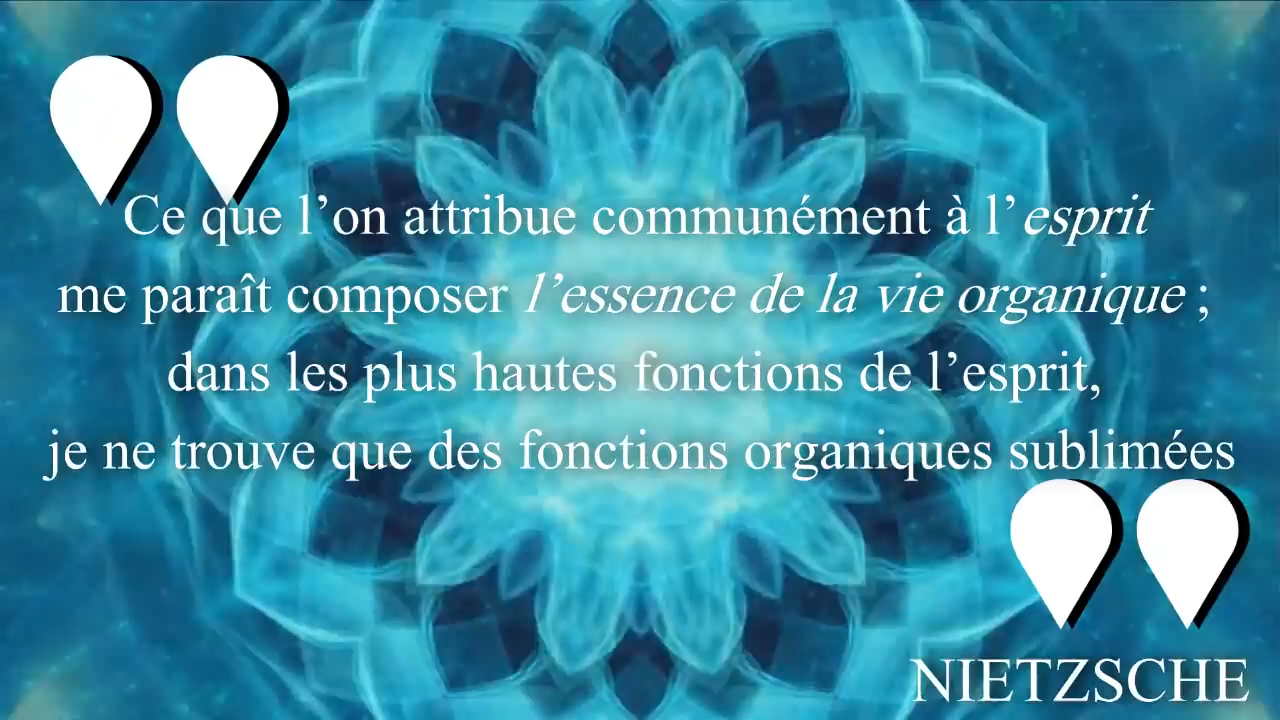 Ce que l’on attribue communément à l’esprit
me paraît composer l’essence de la vie organique ;
dans les plus hautes fonctions de l’esprit,
je ne trouve que des fonctions organiques sublimées
NIETZSCHE